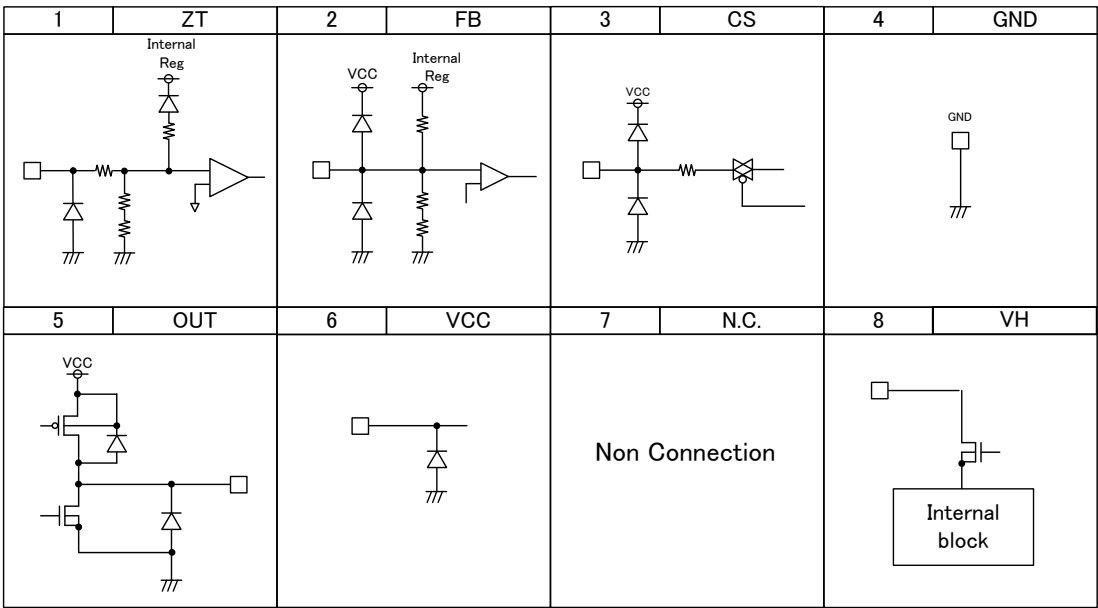 1 ZT 2 FB 3 CS 4 GND
Internal
Reg
VCC
Internal
Reg
VCC
GND
5 OUT 6 VCC 7 N.C. 8 VH
VCC
Non Connection
Internal
block